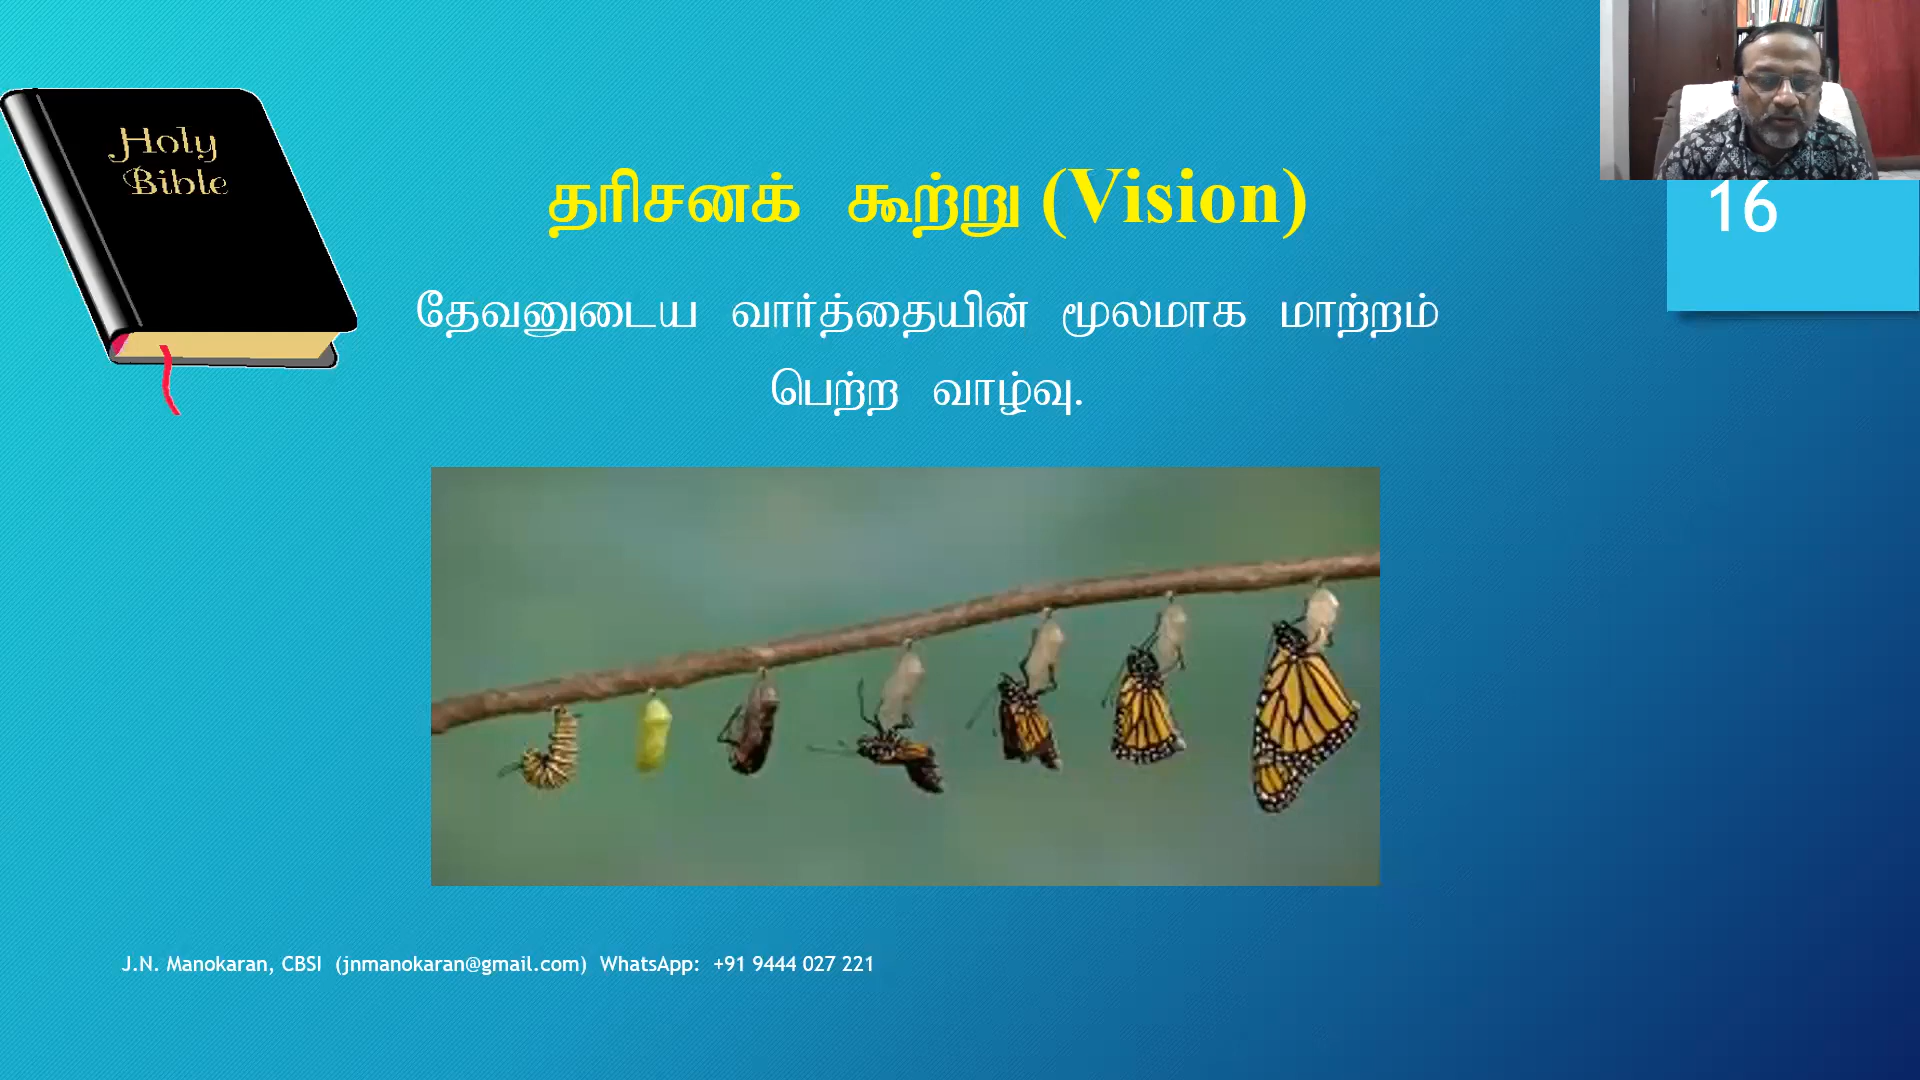 Holy
Bible
தரிசனக் கூற்று (Vision)
16
தேவனுடைய வார்த்தையின் மூலமாக மாற்றம்
பெற்ற வாழ்வு.
J.N. Manokaran, CBSI (jnmanokaran@gmail.com) WhatsApp: +91 9444 027 221